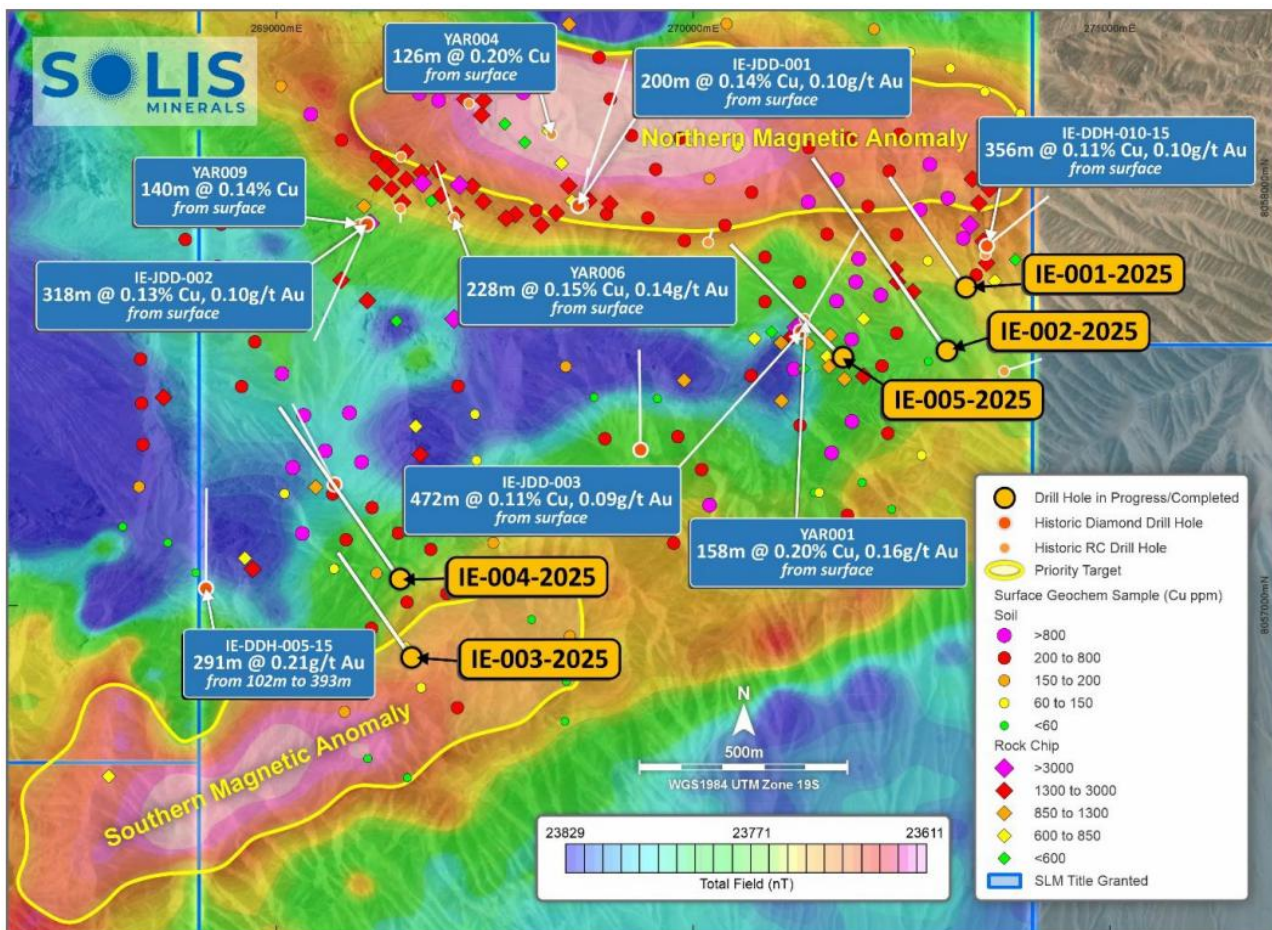 269000mE
270000mE
271000mE
SOLIS
MINERALS
YAR004
126m @ 0.20% Cu
from surface
IE-JDD-001
200m @ 0.14% Cu, 0.10g/t Au
from surface
Northern Magnetic Anomaly
IE-DDH-010-15
356m @ 0.11% Cu, 0.10g/t Au
from surface
8058000mN
YAR009
140m @ 0.14% Cu
from surface
IE-JDD-002
318m @ 0.13% Cu, 0.10g/t Au
from surface
YAR006
228m @ 0.15% Cu, 0.14g/t Au
from surface
IE-001-2025
IE-002-2025
IE-005-2025
IE-JDD-003
472m @ 0.11% Cu, 0.09g/t Au
from surface
YAR001
158m @ 0.20% Cu, 0.16g/t Au
from surface
IE-004-2025
IE-003-2025
8057000mN
IE-DDH-005-15
291m @ 0.21g/t Au
from 102m to 393m
Southern Magnetic Anomaly
N
500m
WGS1984 UTM Zone 19S
23829
23771
23611
Total Field (nT)
Drill Hole in Progress/Completed
Historic Diamond Drill Hole
Historic RC Drill Hole
Priority Target
Surface Geochem Sample (Cu ppm)
Soil
>800
200 to 800
150 to 200
60 to 150
<60
Rock Chip
>3000
1300 to 3000
850 to 1300
600 to 850
<600
SLM Title Granted